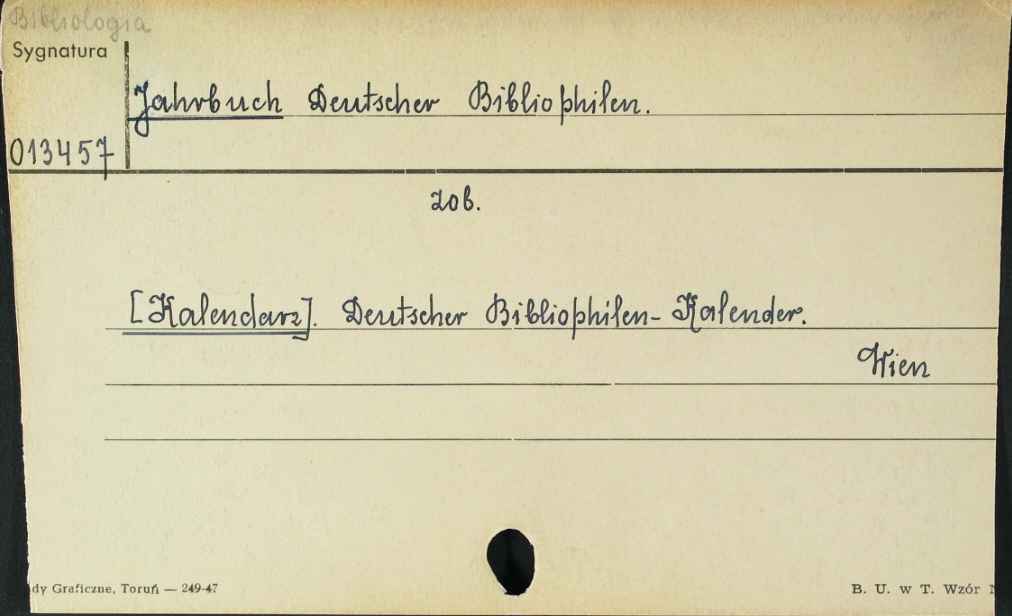 Bibliologia
Sygnatura
Jahrbuch Deutscher Bibliophilen.
013457
zob.
[Kalendarz]. Deutscher Bibliophilen-Kalender.
Wien
dy Graficzne, Toruń — 249-47
B. U. w T. Wzór